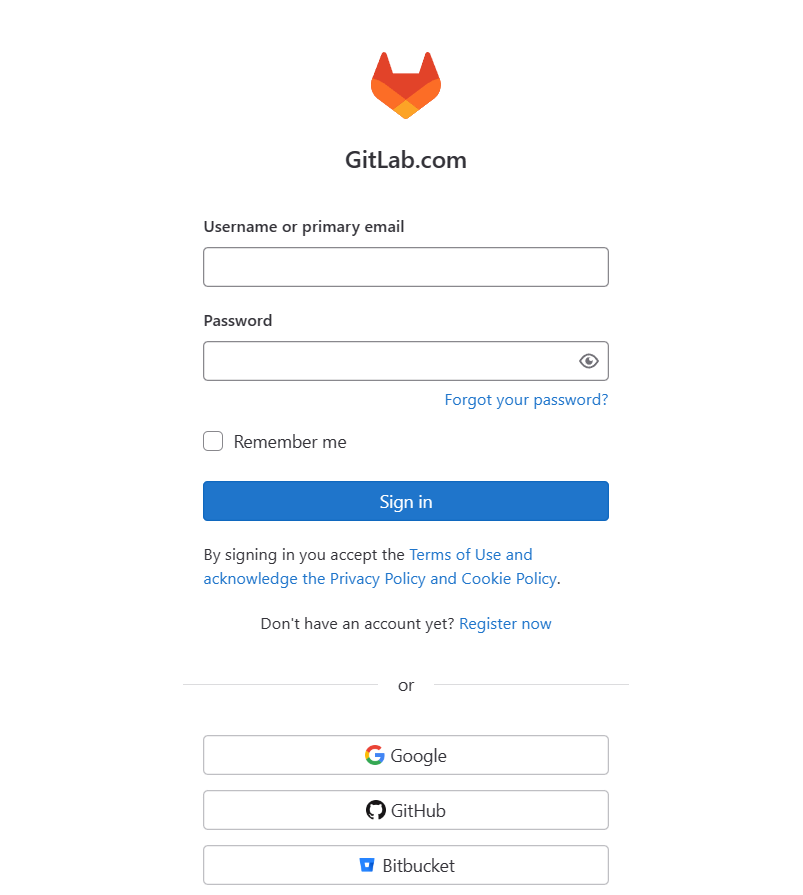 GitLab.com
Username or primary email
Password
Forgot your password?
Remember me
Sign in
By signing in you accept the Terms of Use and
acknowledge the Privacy Policy and Cookie Policy.
Don't have an account yet? Register now
or
Google
GitHub
Bitbucket